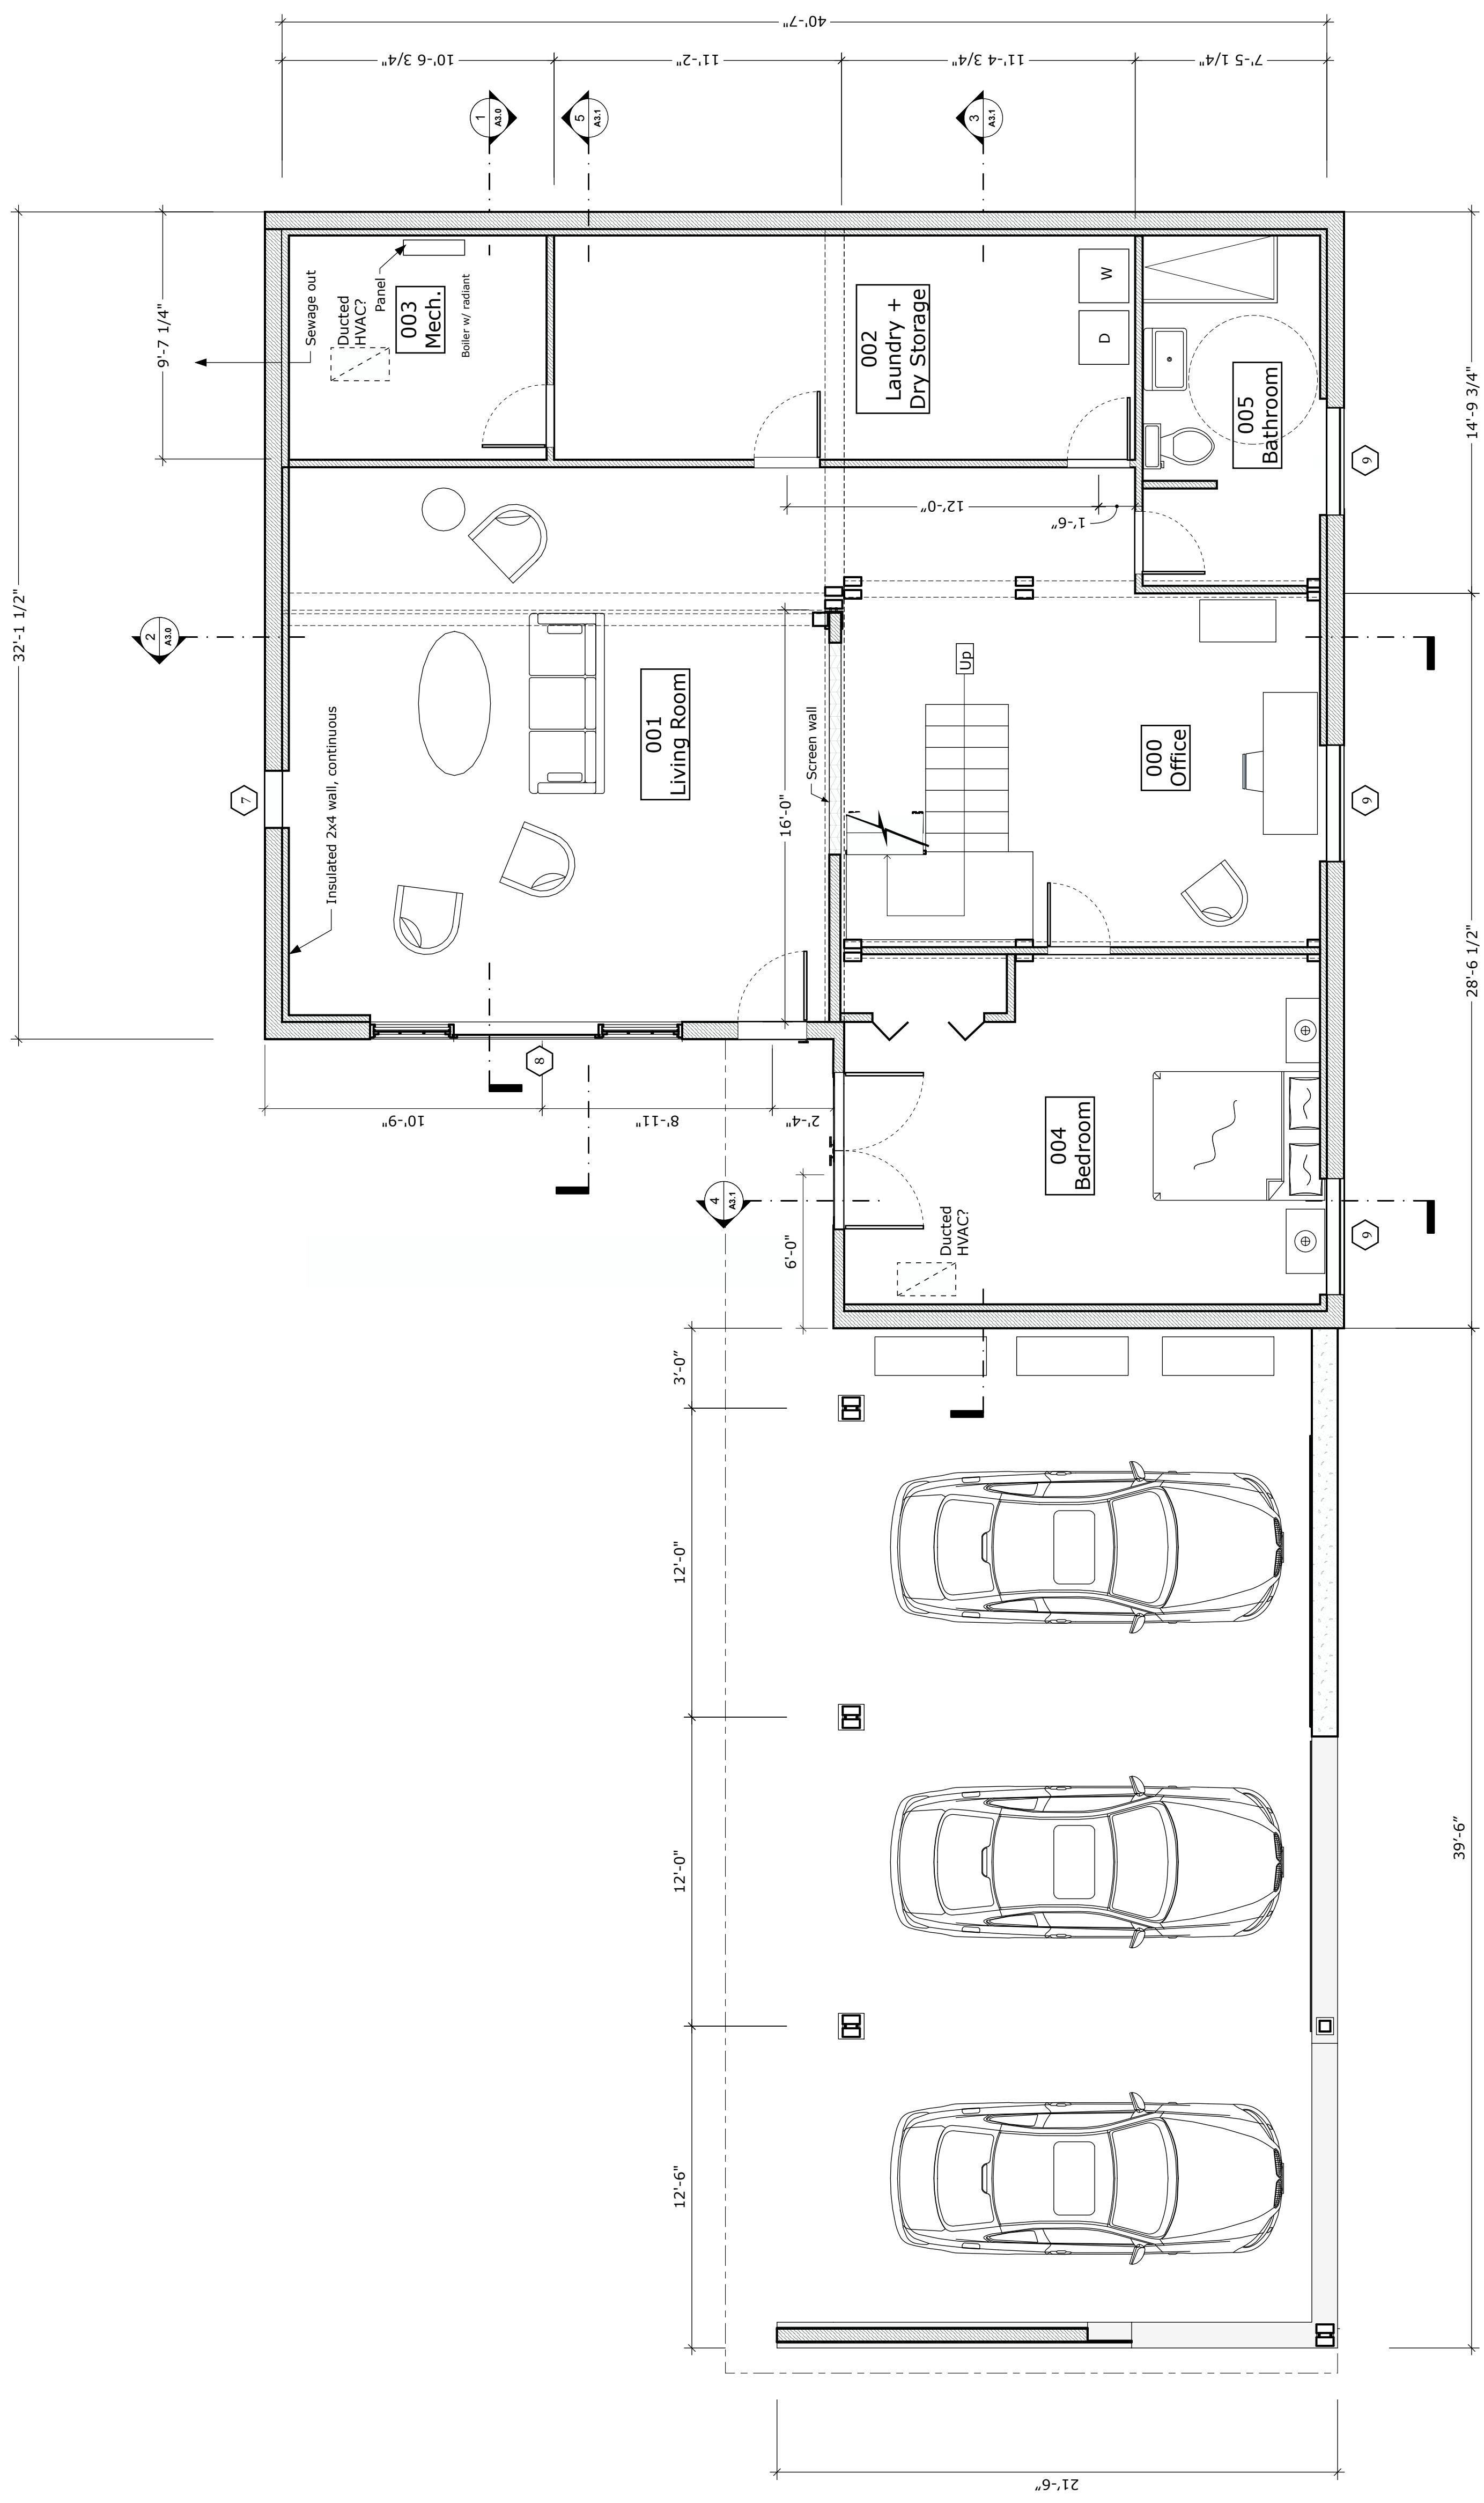 40'-7"
10'-6 3/4"
11'-2"
11'-4 3/4"
7'-5 1/4"
1
A3.0
5
A3.1
3
A3.1
32'-1 1/2"
9'-7 1/4"
Sewage out
Ducted
HVAC?
Panel
003
Mech.
Boiler w/ radiant
002
Laundry +
Dry Storage
D
W
005
Bathroom
9
14'-9 3/4"
12'-0"
1'-6"
2
A3.0
7
Insulated 2x4 wall, continuous
001
Living Room
16'-0"
Screen wall
Up
000
Office
9
28'-6 1/2"
8
10'-9"
8'-11"
2'-4"
4
A3.1
6'-0"
004
Bedroom
Ducted
HVAC?
9
3'-0"
12'-0"
12'-0"
12'-6"
39'-6"
21'-6"